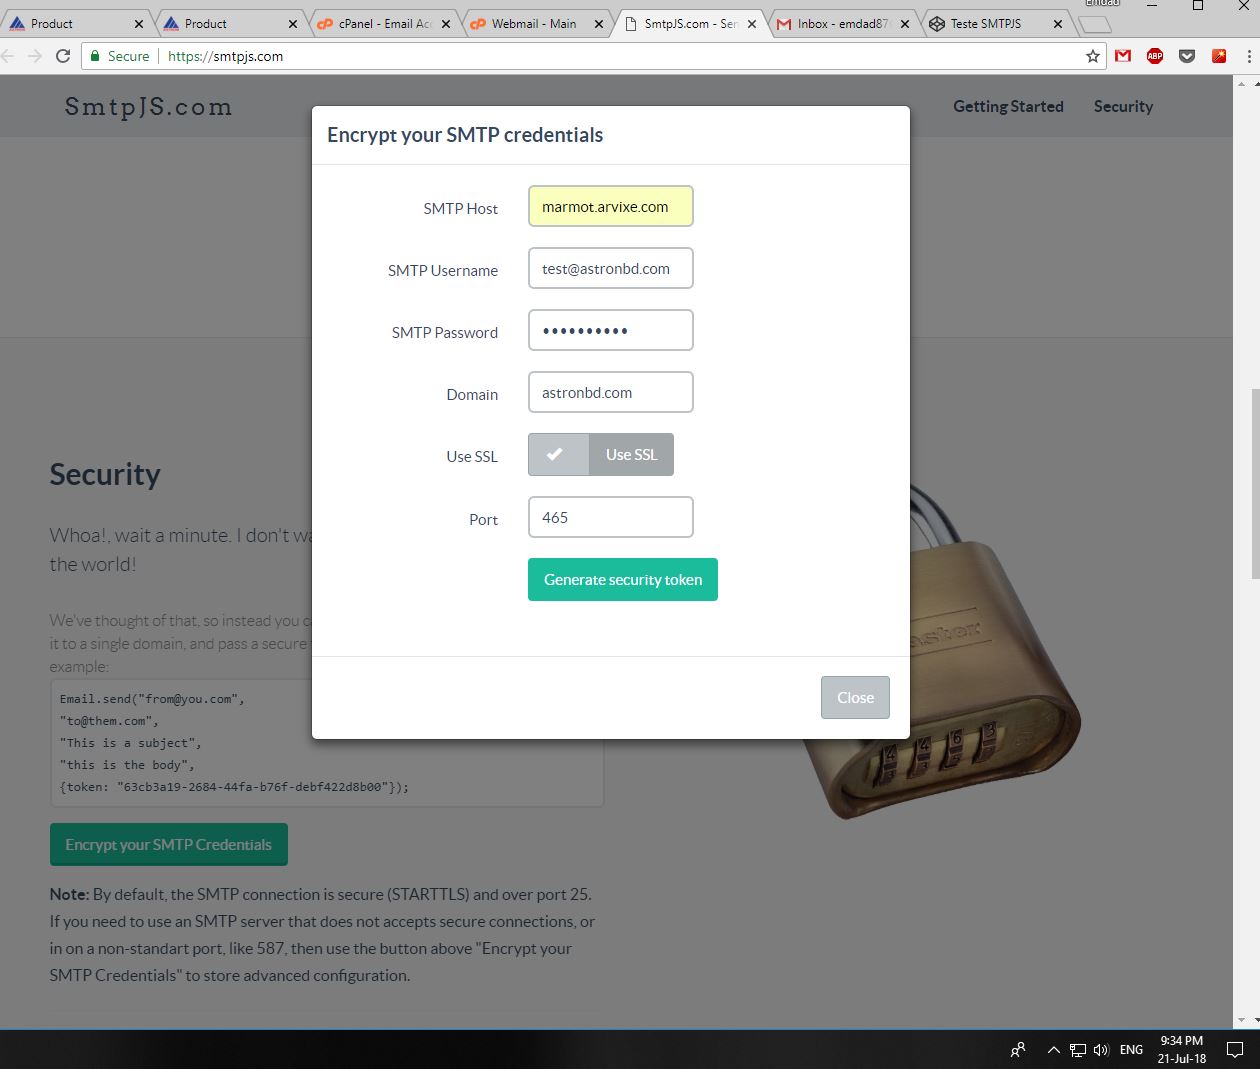 emdad
Product
Product
cPanel - Email Acc
Webmail - Main
SmtpJS.com - Sen
Inbox - emdad87
Teste SMTPJS
Secure
https://smtpjs.com
ABP
SmtpJS.com
Getting Started
Security
Encrypt your SMTP credentials
SMTP Host
marmot.arvixe.com
SMTP Username
test@astronbd.com
SMTP Password
••••••••••
Domain
astronbd.com
Use SSL
Use SSL
Port
465
Generate security token
Close
Security
Whoa!, wait a minute. I don't wa
the world!
We've thought of that, so instead you ca
it to a single domain, and pass a secure
example:
Email.send("from@you.com",
"to@them.com",
"This is a subject",
"this is the body",
{token: "63cb3a19-2684-44fa-b76f-debf422d8b00"});
Encrypt your SMTP Credentials
Note: By default, the SMTP connection is secure (STARTTLS) and over port 25.
If you need to use an SMTP server that does not accepts secure connections, or
in on a non-standart port, like 587, then use the button above "Encrypt your
SMTP Credentials" to store advanced configuration.
ENG
9:34 PM
21-Jul-18